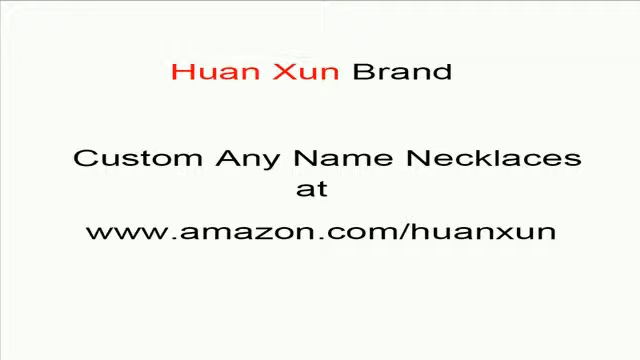 Huan Xun Brand
Custom Any Name Necklaces
at
www.amazon.com/huanxun